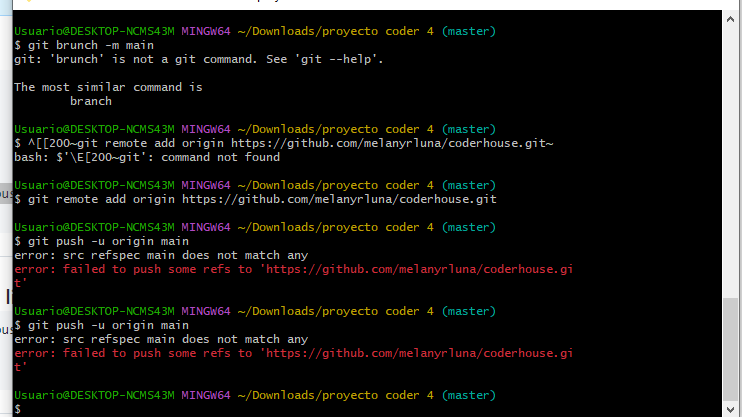 Usuario@DESKTOP-NCMS43M MINGW64 ~/Downloads/proyecto coder 4 (master)
$ git brunch -m main
git: 'brunch' is not a git command. See 'git --help'.
The most similar command is
branch
Usuario@DESKTOP-NCMS43M MINGW64 ~/Downloads/proyecto coder 4 (master)
$ ^[[200~git remote add origin https://github.com/melanyrluna/coderhouse.git~
bash: $'\E[200~git': command not found
Usuario@DESKTOP-NCMS43M MINGW64 ~/Downloads/proyecto coder 4 (master)
$ git remote add origin https://github.com/melanyrluna/coderhouse.git
Usuario@DESKTOP-NCMS43M MINGW64 ~/Downloads/proyecto coder 4 (master)
$ git push -u origin main
error: src refspec main does not match any
error: failed to push some refs to 'https://github.com/melanyrluna/coderhouse.gi
t'
Usuario@DESKTOP-NCMS43M MINGW64 ~/Downloads/proyecto coder 4 (master)
$ git push -u origin main
error: src refspec main does not match any
error: failed to push some refs to 'https://github.com/melanyrluna/coderhouse.gi
t'
Usuario@DESKTOP-NCMS43M MINGW64 ~/Downloads/proyecto coder 4 (master)
$